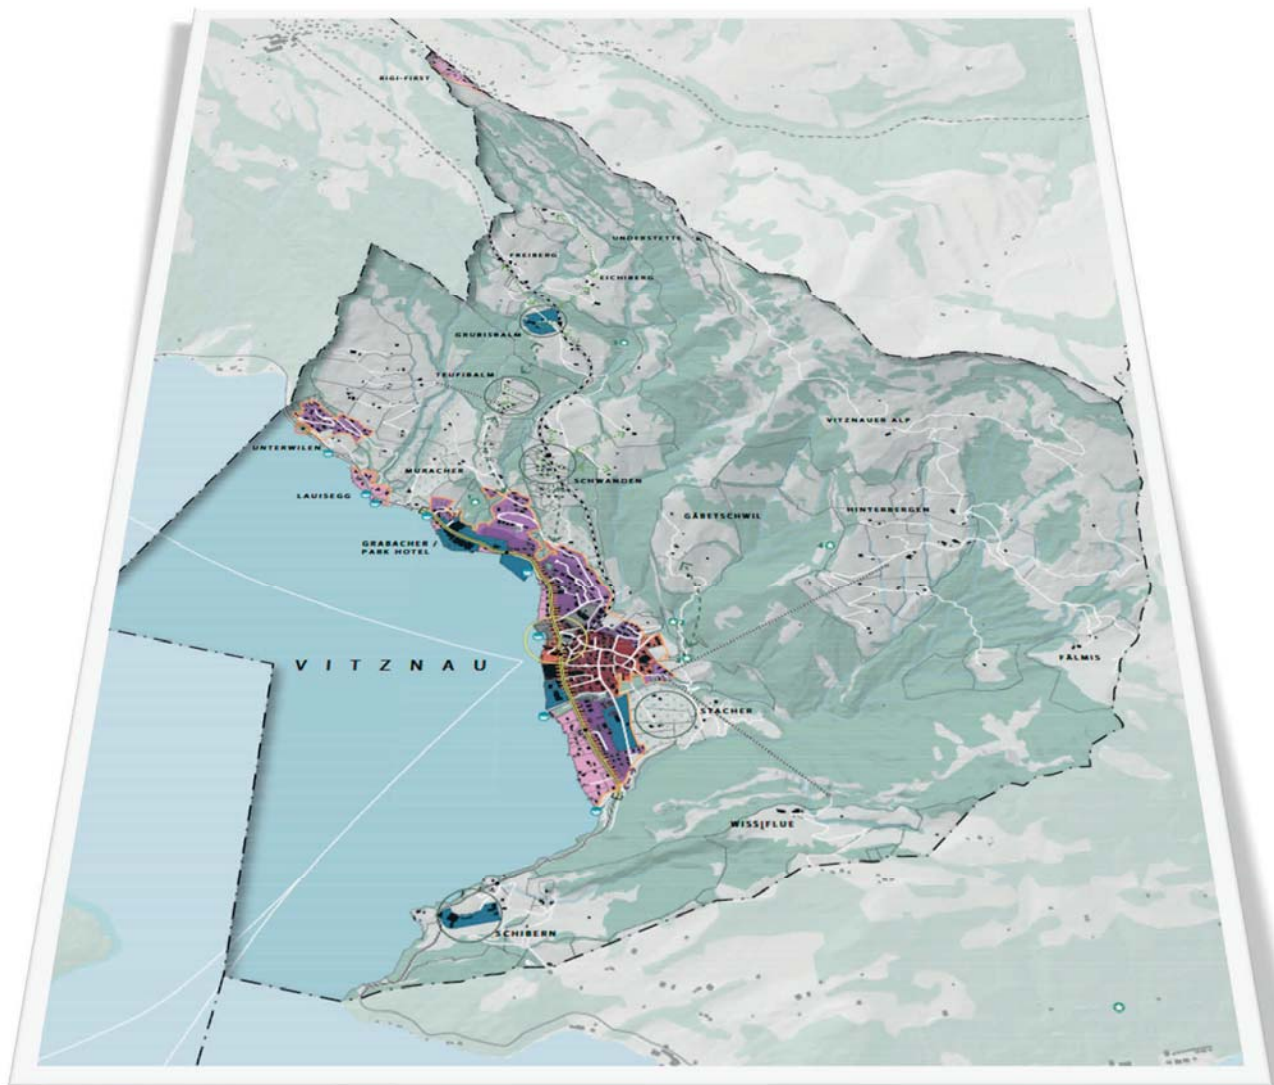 RIGI-FIRST
UNDERSTETTE
FREIBERG
EICHIBERG
GRUBISBALM
TEUFIBALM
VITZNAUER ALP
UNTERWILEN
MURACHER
SCHWANDEN
LAUISEGG
GÄBETSCHWIL
HINTERBERGEN
GRABACHER /
PARK HOTEL
VITZNAU
FÄLMIS
STACHER
WISSIFLUE
SCHIBERN